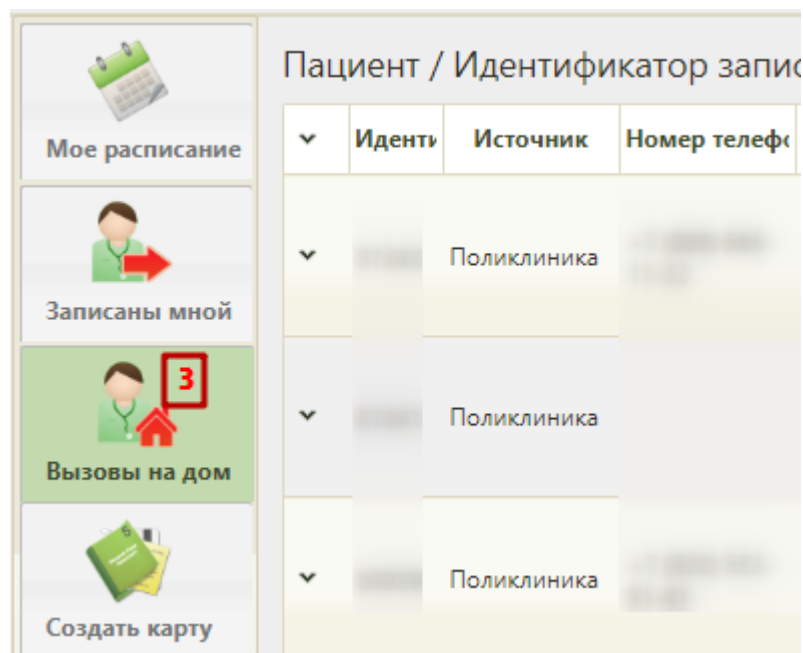 Мое расписание
Записаны мной
3
Вызовы на дом
Создать карту
Пациент / Идентификатор запис
Иденти Источник Номер телефо
Поликлиника
Поликлиника
Поликлиника